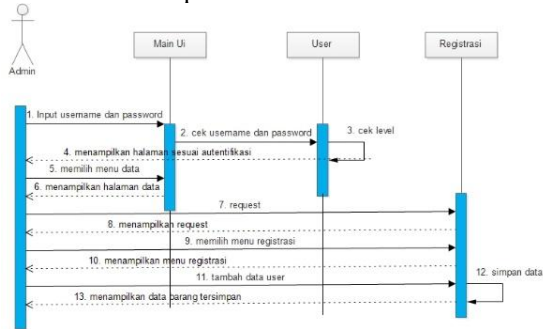 Main Ui
User
Registrasi
Admin
1. Input username dan password
2. cek username dan password
3. cek level
4. menampilkan halaman sesuai autentifikasi
5. memilih menu data
6. menampilkan halaman data
7. request
8. menampilkan request
9. memilih menu registrasi
10. menampilkan menu registrasi
11. tambah data user
12. simpan data
13. menampilkan data barang tersimpan